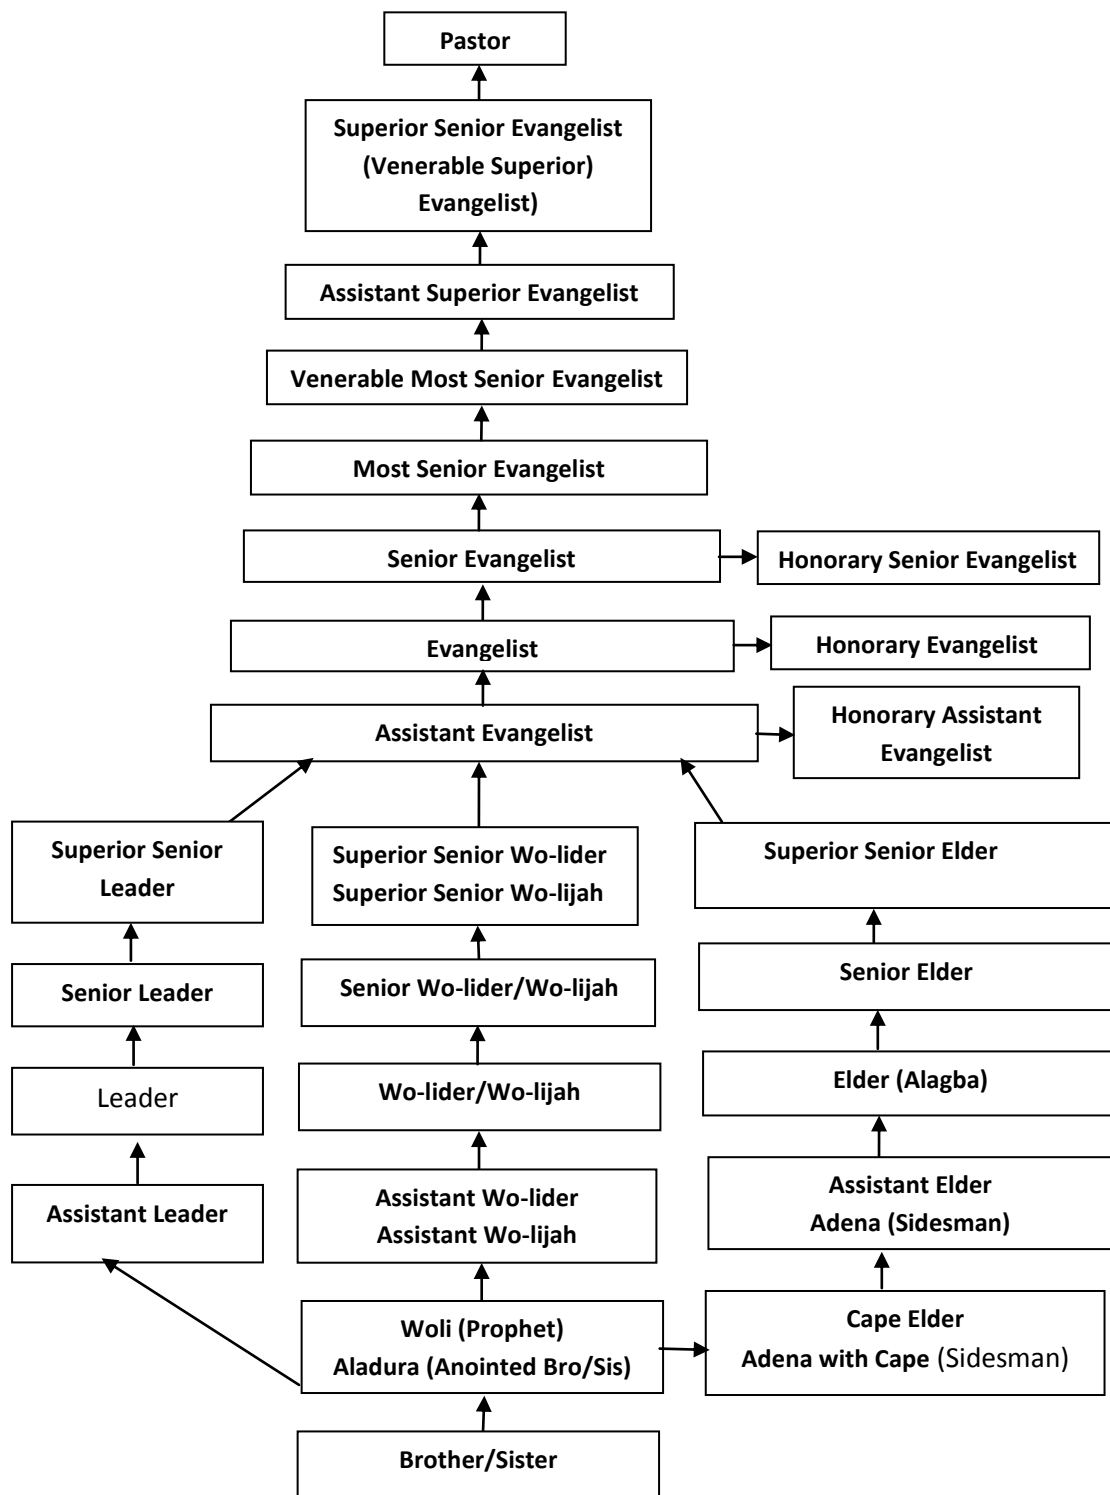 Pastor
Superior Senior Evangelist
(Venerable Superior)
Evangelist)
Assistant Superior Evangelist
Venerable Most Senior Evangelist
Most Senior Evangelist
Senior Evangelist
Honorary Senior Evangelist
Evangelist
Honorary Evangelist
Assistant Evangelist
Honorary Assistant
Evangelist
Superior Senior
Leader
Superior Senior Wo-lider
Superior Senior Wo-lijah
Superior Senior Elder
Senior Leader
Senior Wo-lider/Wo-lijah
Senior Elder
Leader
Wo-lider/Wo-lijah
Elder (Alagba)
Assistant Leader
Assistant Wo-lider
Assistant Wo-lijah
Assistant Elder
Adena (Sidesman)
Woli (Prophet)
Aladura (Anointed Bro/Sis)
Cape Elder
Adena with Cape (Sidesman)
Brother/Sister